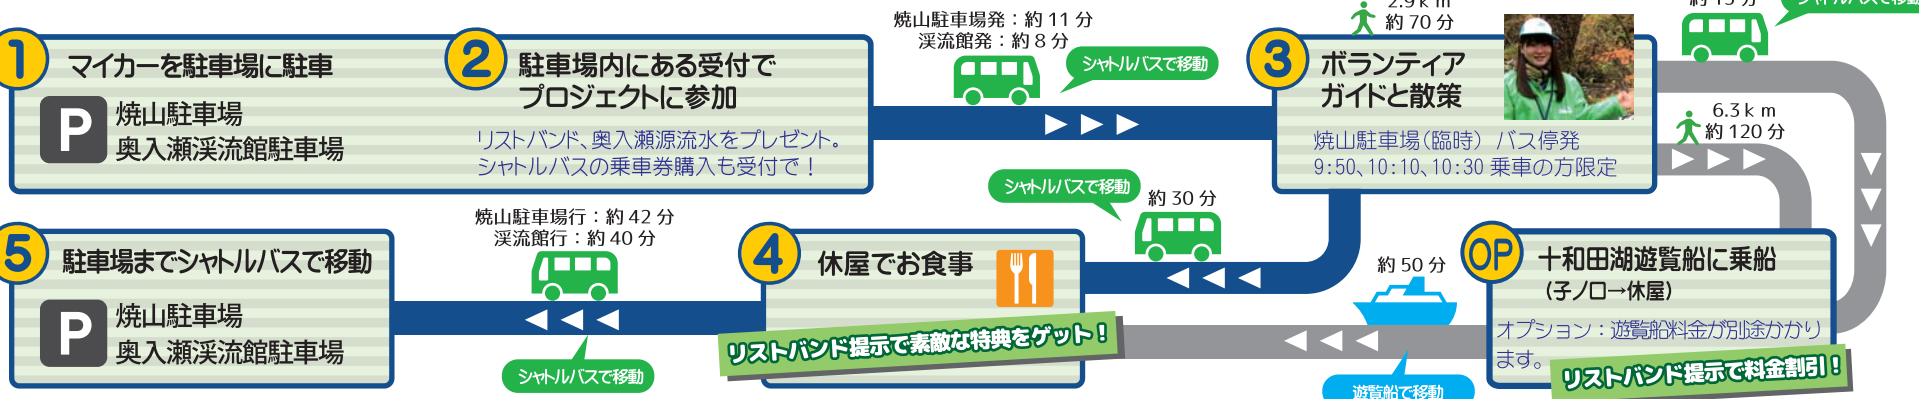 1
マイカーを駐車場に駐車
P
焼山駐車場
奥入瀬渓流館駐車場
2
駐車場内にある受付で
プロジェクトに参加
リストバンド、奥入瀬源流水をプレゼント。
シャトルバスの乗車券購入も受付で！
焼山駐車場発：約 11 分
渓流館発：約 8 分
シャトルバスで移動
2.9ｋｍ
約 70 分
3
ボランティア
ガイドと散策
焼山駐車場（臨時） バス停発
9:50、10:10、10:30 乗車の方限定
シャトルバスで移動
6.3ｋｍ
約 120 分
OP
十和田湖遊覧船に乗船
（子ノ口→休屋）
オプション：遊覧船料金が別途かかり
ます。
リストバンド提示で料金割引！
約 50 分
遊覧船で移動
シャトルバスで移動
約 30 分
4
休屋でお食事
リストバンド提示で素敵な特典をゲット！
焼山駐車場行：約 42 分
渓流館行：約 40 分
シャトルバスで移動
5
駐車場までシャトルバスで移動
P
焼山駐車場
奥入瀬渓流館駐車場